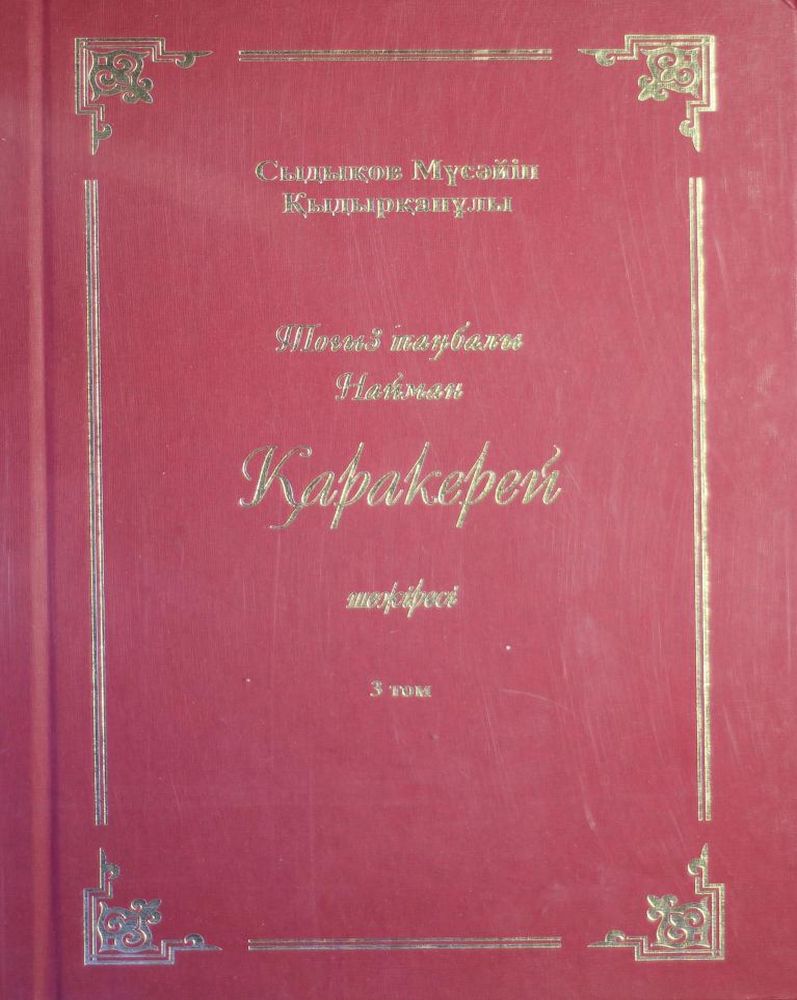 Сыдықов Мүсәйіп
Қыдырқанұлы
Тоғыз таңбалы
Найман
Қаракерей
шежіресі
3 том